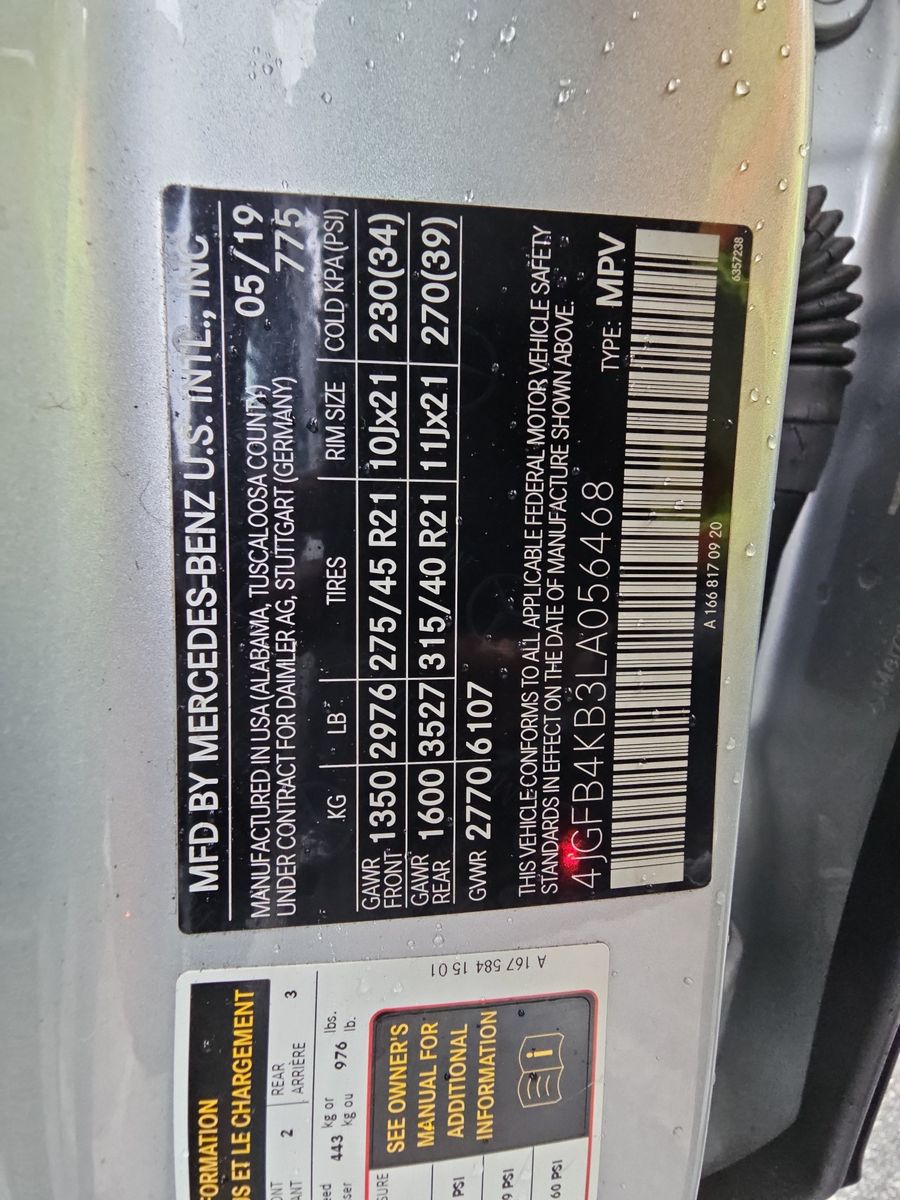 MFD BY MERCEDES-BENZ U.S. INTL., INC
MANUFACTURED IN USA (ALABAMA, TUSCALOOSA COUNTY) 05/19
UNDER CONTRACT FOR DAIMLER AG, STUTTGART (GERMANY) 775
KG LB TIRES RIM SIZE COLD KPA (PSI)
GAWR FRONT 1350 2976 275/45 R21 10Jx21 230(34)
GAWR REAR 1600 3527 315/40 R21 11Jx21 270(39)
GVWR 2770 6107
THIS VEHICLE CONFORMS TO ALL APPLICABLE FEDERAL MOTOR VEHICLE SAFETY
STANDARDS IN EFFECT ON THE DATE OF MANUFACTURE SHOWN ABOVE.
4JGFB4KB3LA056468 TYPE: MPV
A 166 817 09 20 6357238
A 167 584 15 01
ET LE CHARGEMENT
2 REAR 3
ARRIÈRE
443 kg or 976 lbs.
kg ou lb.
SEE OWNER'S
MANUAL FOR
ADDITIONAL
INFORMATION
PSI
PSI
60 PSI